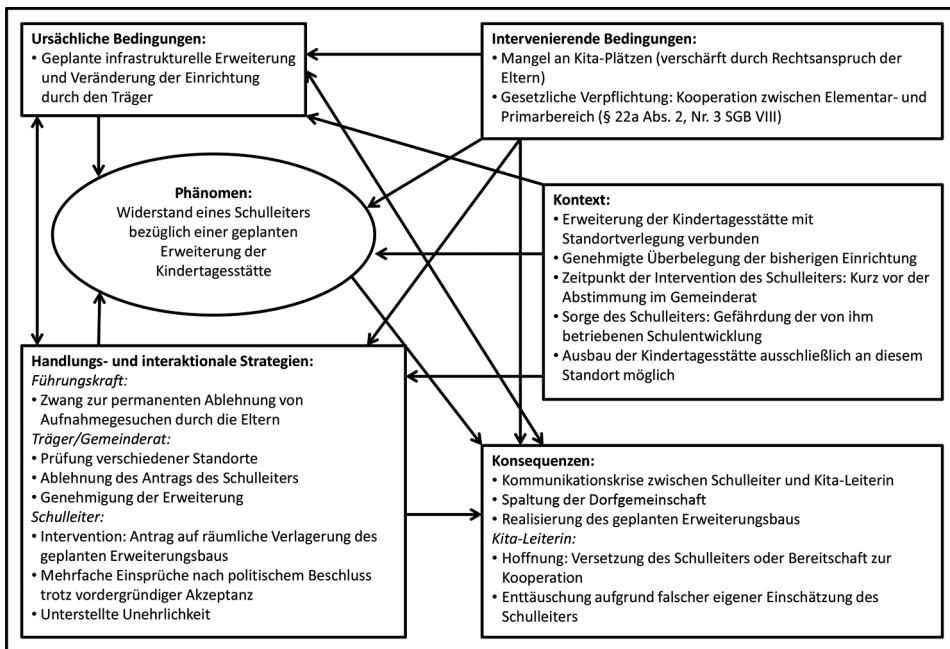 Ursächliche Bedingungen:
• Geplante infrastrukturelle Erweiterung
und Veränderung der Einrichtung
durch den Träger
Intervenierende Bedingungen:
• Mangel an Kita-Plätzen (verschärft durch Rechtsanspruch der
Eltern)
• Gesetzliche Verpflichtung: Kooperation zwischen Elementar- und
Primarbereich (§ 22a Abs. 2, Nr. 3 SGB VIII)
Phänomen:
Widerstand eines Schulleiters
bezüglich einer geplanten
Erweiterung der
Kindertagesstätte
Kontext:
• Erweiterung der Kindertagesstätte mit
Standortverlegung verbunden
• Genehmigte Überbelegung der bisherigen Einrichtung
• Zeitpunkt der Intervention des Schulleiters: Kurz vor der
Abstimmung im Gemeinderat
• Sorge des Schulleiters: Gefährdung der von ihm
betriebenen Schulentwicklung
• Ausbau der Kindertagesstätte ausschließlich an diesem
Standort möglich
Handlungs- und interaktionale Strategien:
Führungskraft:
• Zwang zur permanenten Ablehnung von
Aufnahmegesuchen durch die Eltern
Träger/Gemeinderat:
• Prüfung verschiedener Standorte
• Ablehnung des Antrags des Schulleiters
• Genehmigung der Erweiterung
Schulleiter:
• Intervention: Antrag auf räumliche Verlagerung des
geplanten Erweiterungsbaus
• Mehrfache Einsprüche nach politischem Beschluss
trotz vordergründiger Akzeptanz
• Unterstellte Unehrlichkeit
Konsequenzen:
• Kommunikationskrise zwischen Schulleiter und Kita-Leiterin
• Spaltung der Dorfgemeinschaft
• Realisierung des geplanten Erweiterungsbaus
Kita-Leiterin:
• Hoffnung: Versetzung des Schulleiters oder Bereitschaft zur
Kooperation
• Enttäuschung aufgrund falscher eigener Einschätzung des
Schulleiters